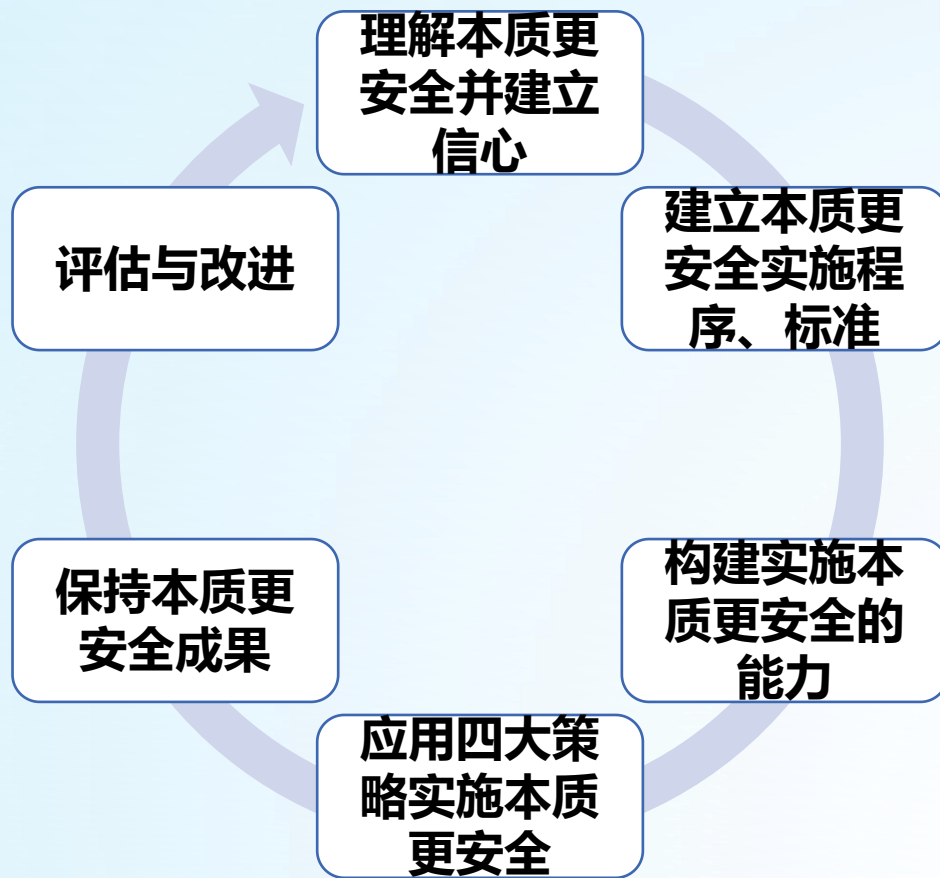 理解本质更
安全并建立
信心
建立本质更
安全实施程
序、标准
构建实施本
质更安全的
能力
应用四大策
略实施本质
更安全
保持本质更
安全成果
评估与改进